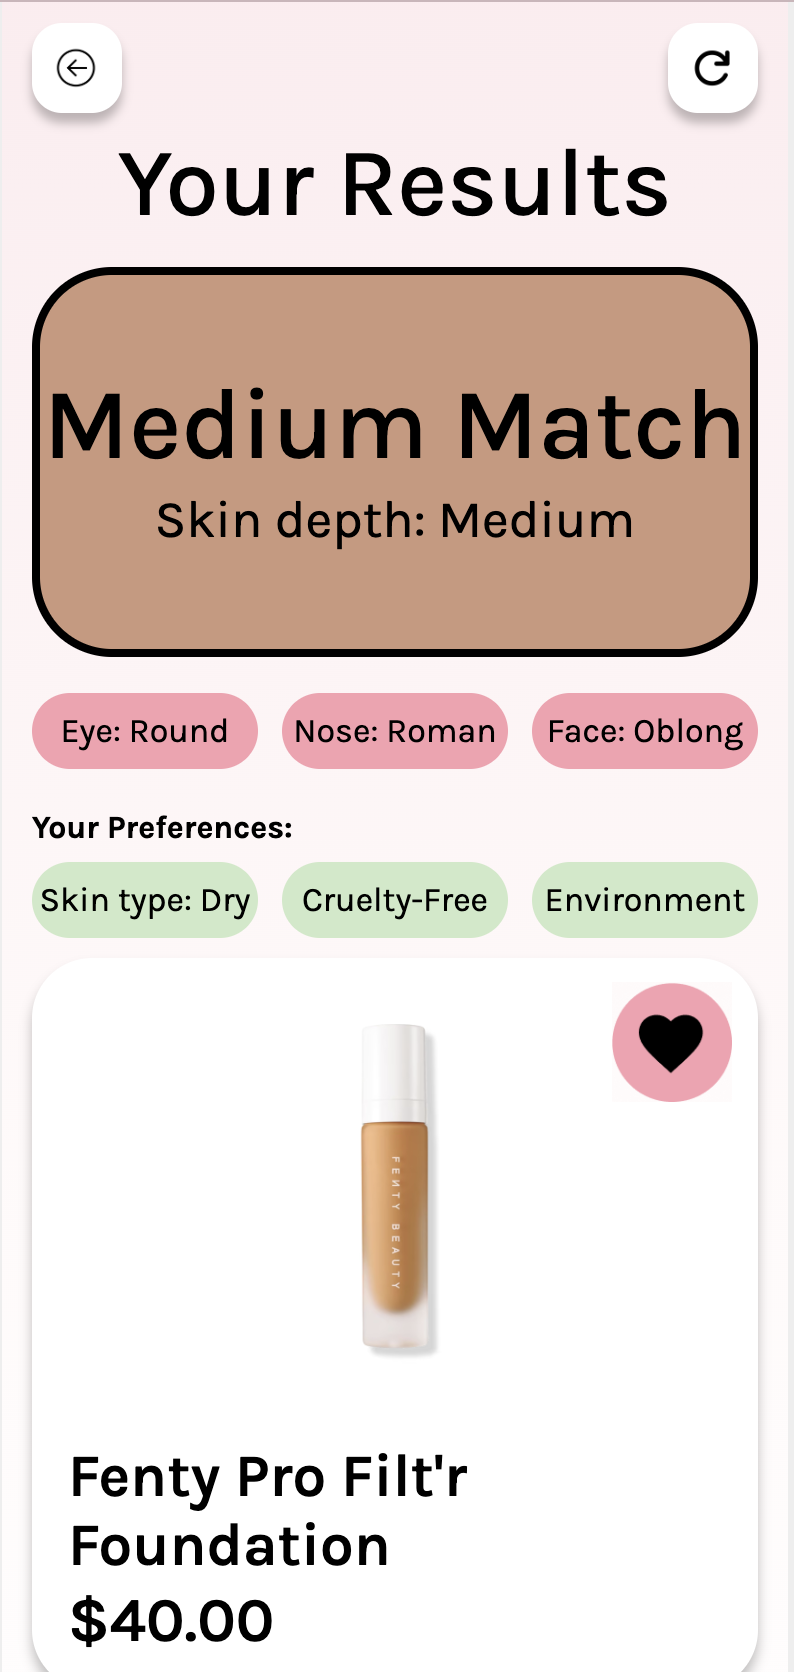 Your Results
Medium Match
Skin depth: Medium
Eye: Round
Nose: Roman
Face: Oblong
Your Preferences:
Skin type: Dry
Cruelty-Free
Environment
FENTY BEAUTY
Fenty Pro Filt'r
Foundation
$40.00